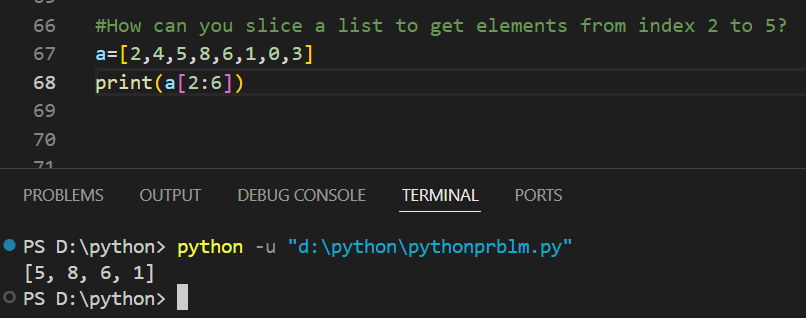 66 #How can you slice a list to get elements from index 2 to 5?
67 a=[2,4,5,8,6,1,0,3]
68 print(a[2:6])
69
70
PROBLEMS OUTPUT DEBUG CONSOLE TERMINAL PORTS
PS D:\python> python -u "d:\python\pythonprblm.py"
[5, 8, 6, 1]
PS D:\python>